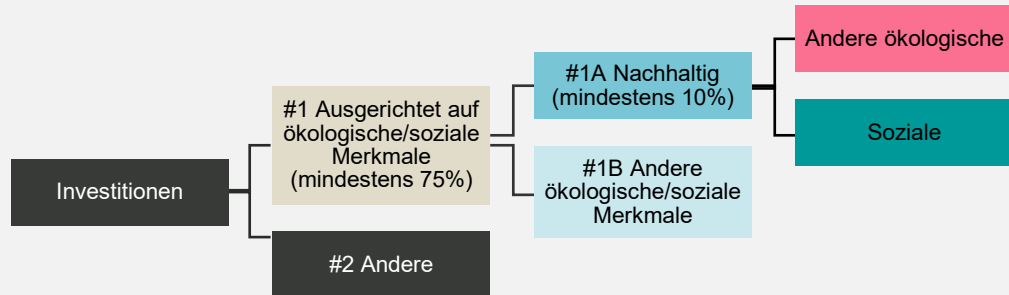 Investitionen
#1 Ausgerichtet auf
ökologische/soziale
Merkmale
(mindestens 75%)
#2 Andere
#1A Nachhaltig
(mindestens 10%)
#1B Andere
ökologische/soziale
Merkmale
Andere ökologische
Soziale